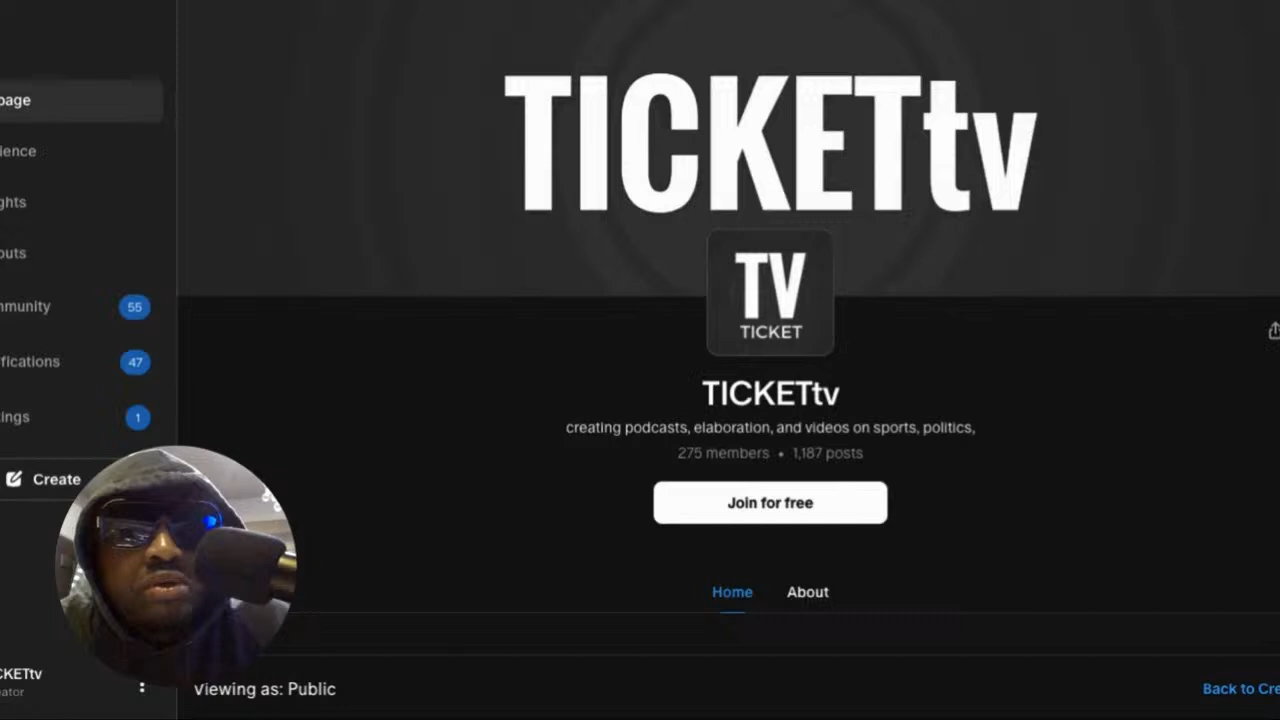 TICKETtv
page
ience
ghts
outs
mmunity 55
TV
TICKET
fications 47
TICKETtv
ings 1
creating podcasts, elaboration, and videos on sports, politics,
275 members • 1,187 posts
Create
Join for free
Home About
CKETtv
ator
Viewing as: Public
Back to Cre